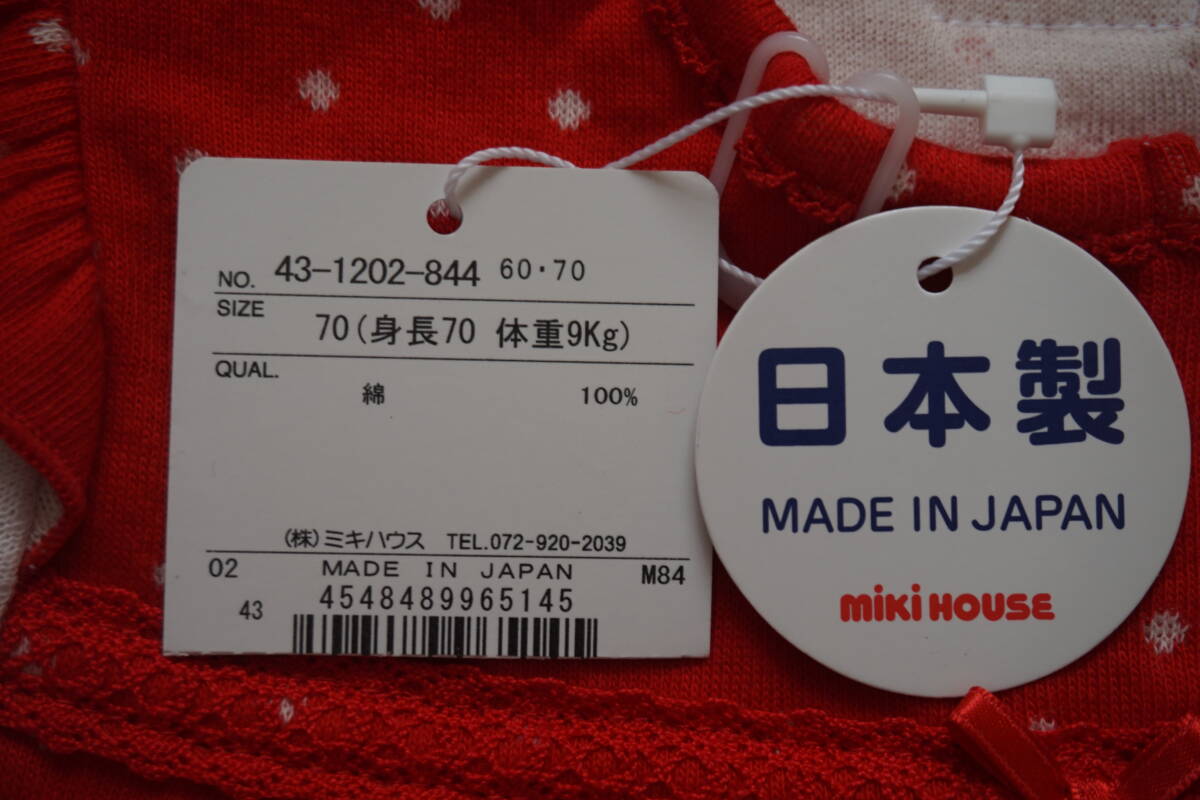 NO. 43-1202-844 60・70
SIZE
70(身長70 体重9Kg)
QUAL.
綿 100%
(株)ミキハウス TEL.072-920-2039
02 MADE IN JAPAN M84
4548489965145
43
日本製
MADE IN JAPAN
miki HOUSE